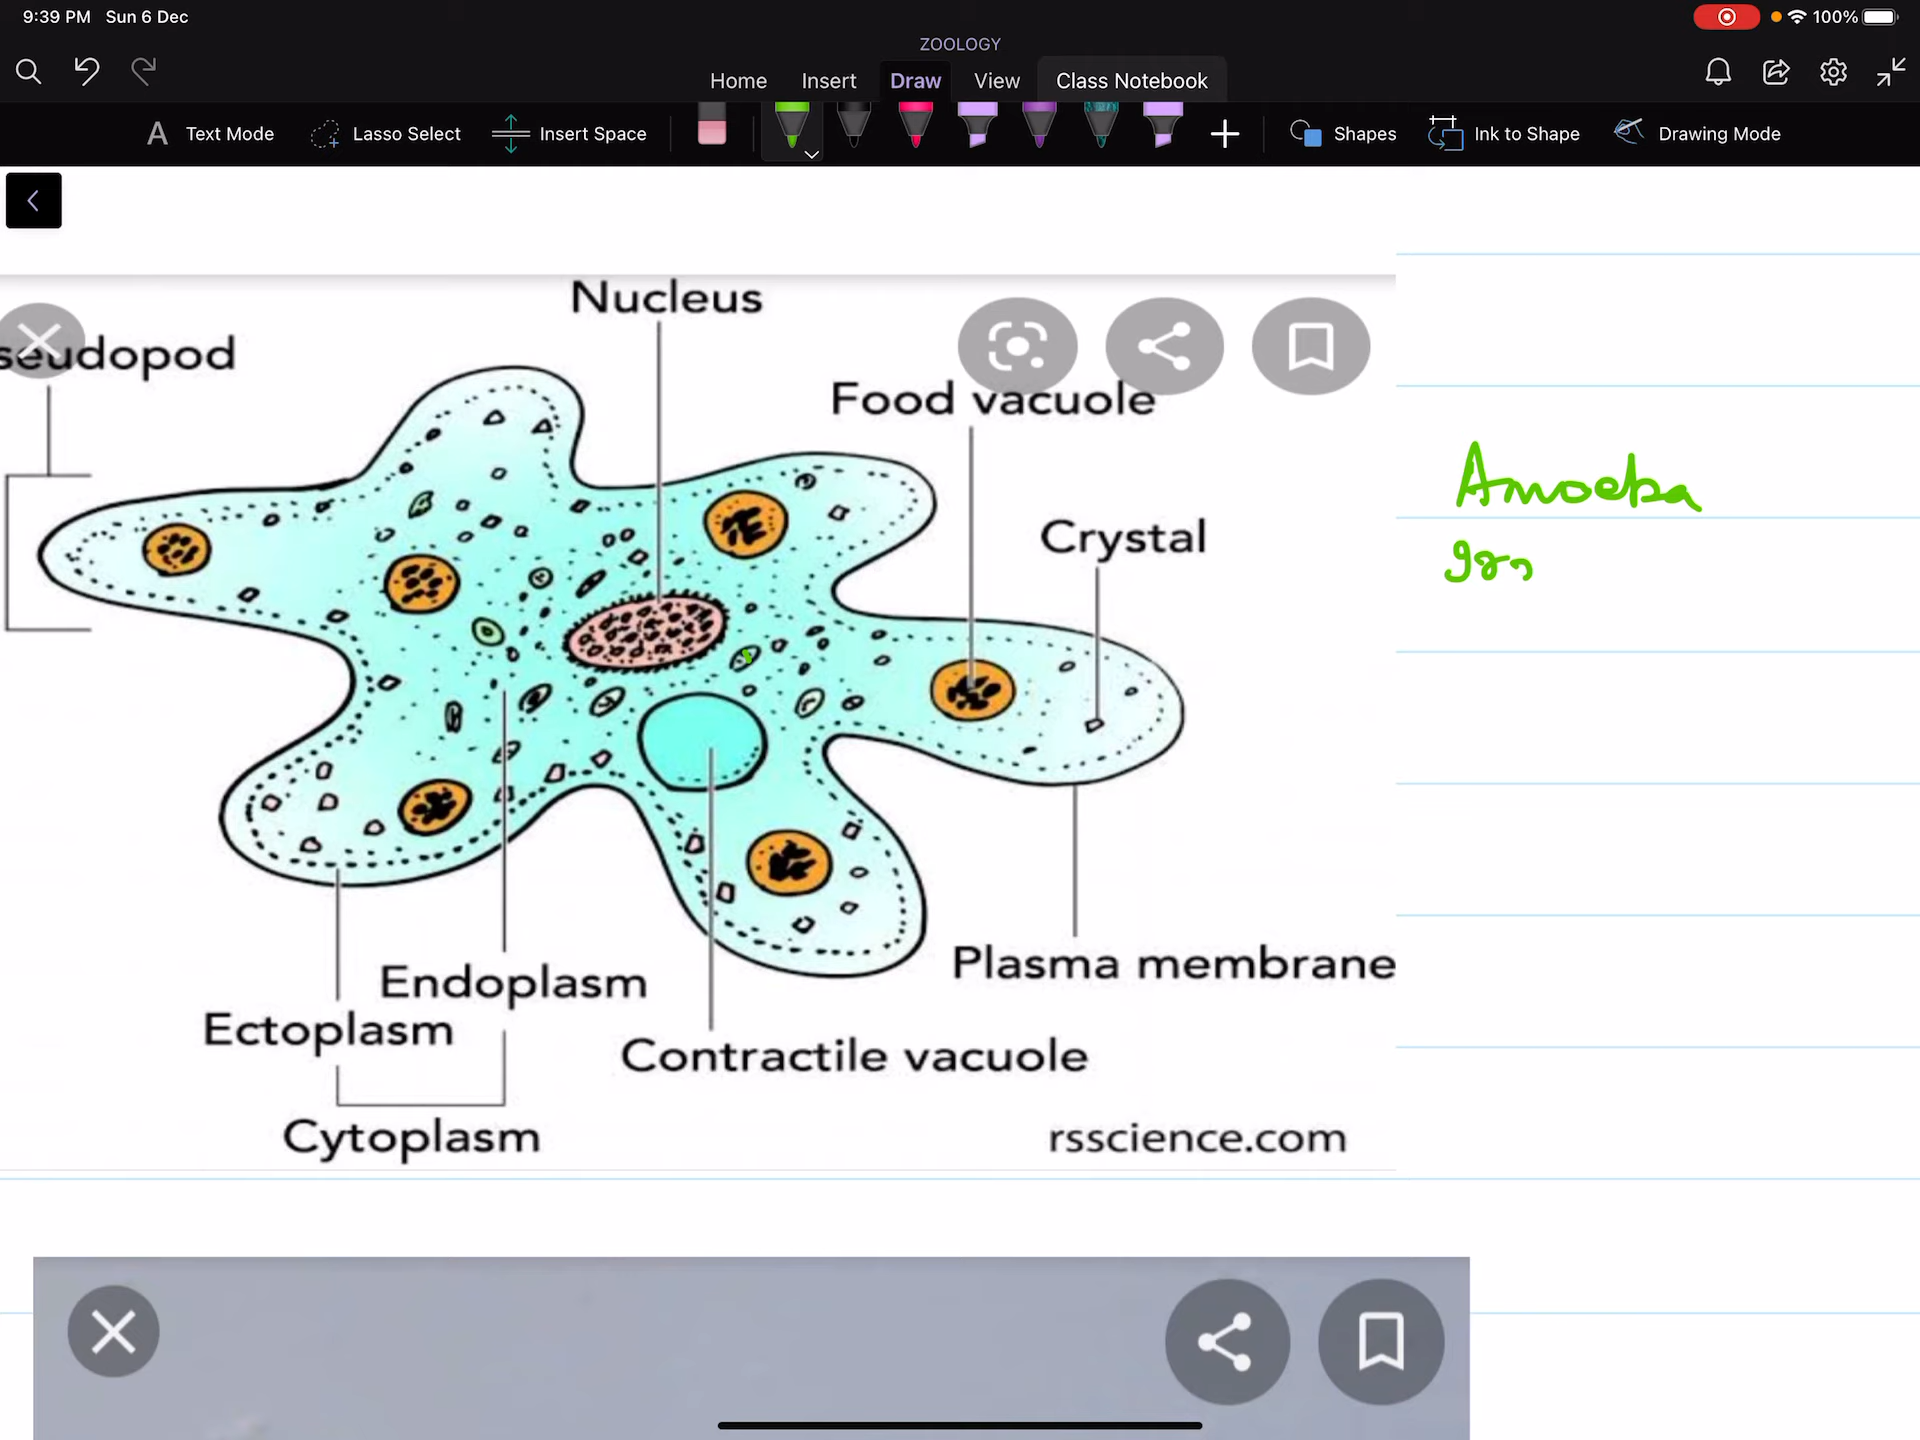 9:39 PM Sun 6 Dec
100%
ZOOLOGY
Home Insert Draw View Class Notebook
A Text Mode Lasso Select Insert Space Shapes Ink to Shape Drawing Mode
Nucleus
seudopod
Food vacuole
Amoeba
Crystal
Plasma membrane
Endoplasm
Ectoplasm
Contractile vacuole
Cytoplasm
rsscience.com